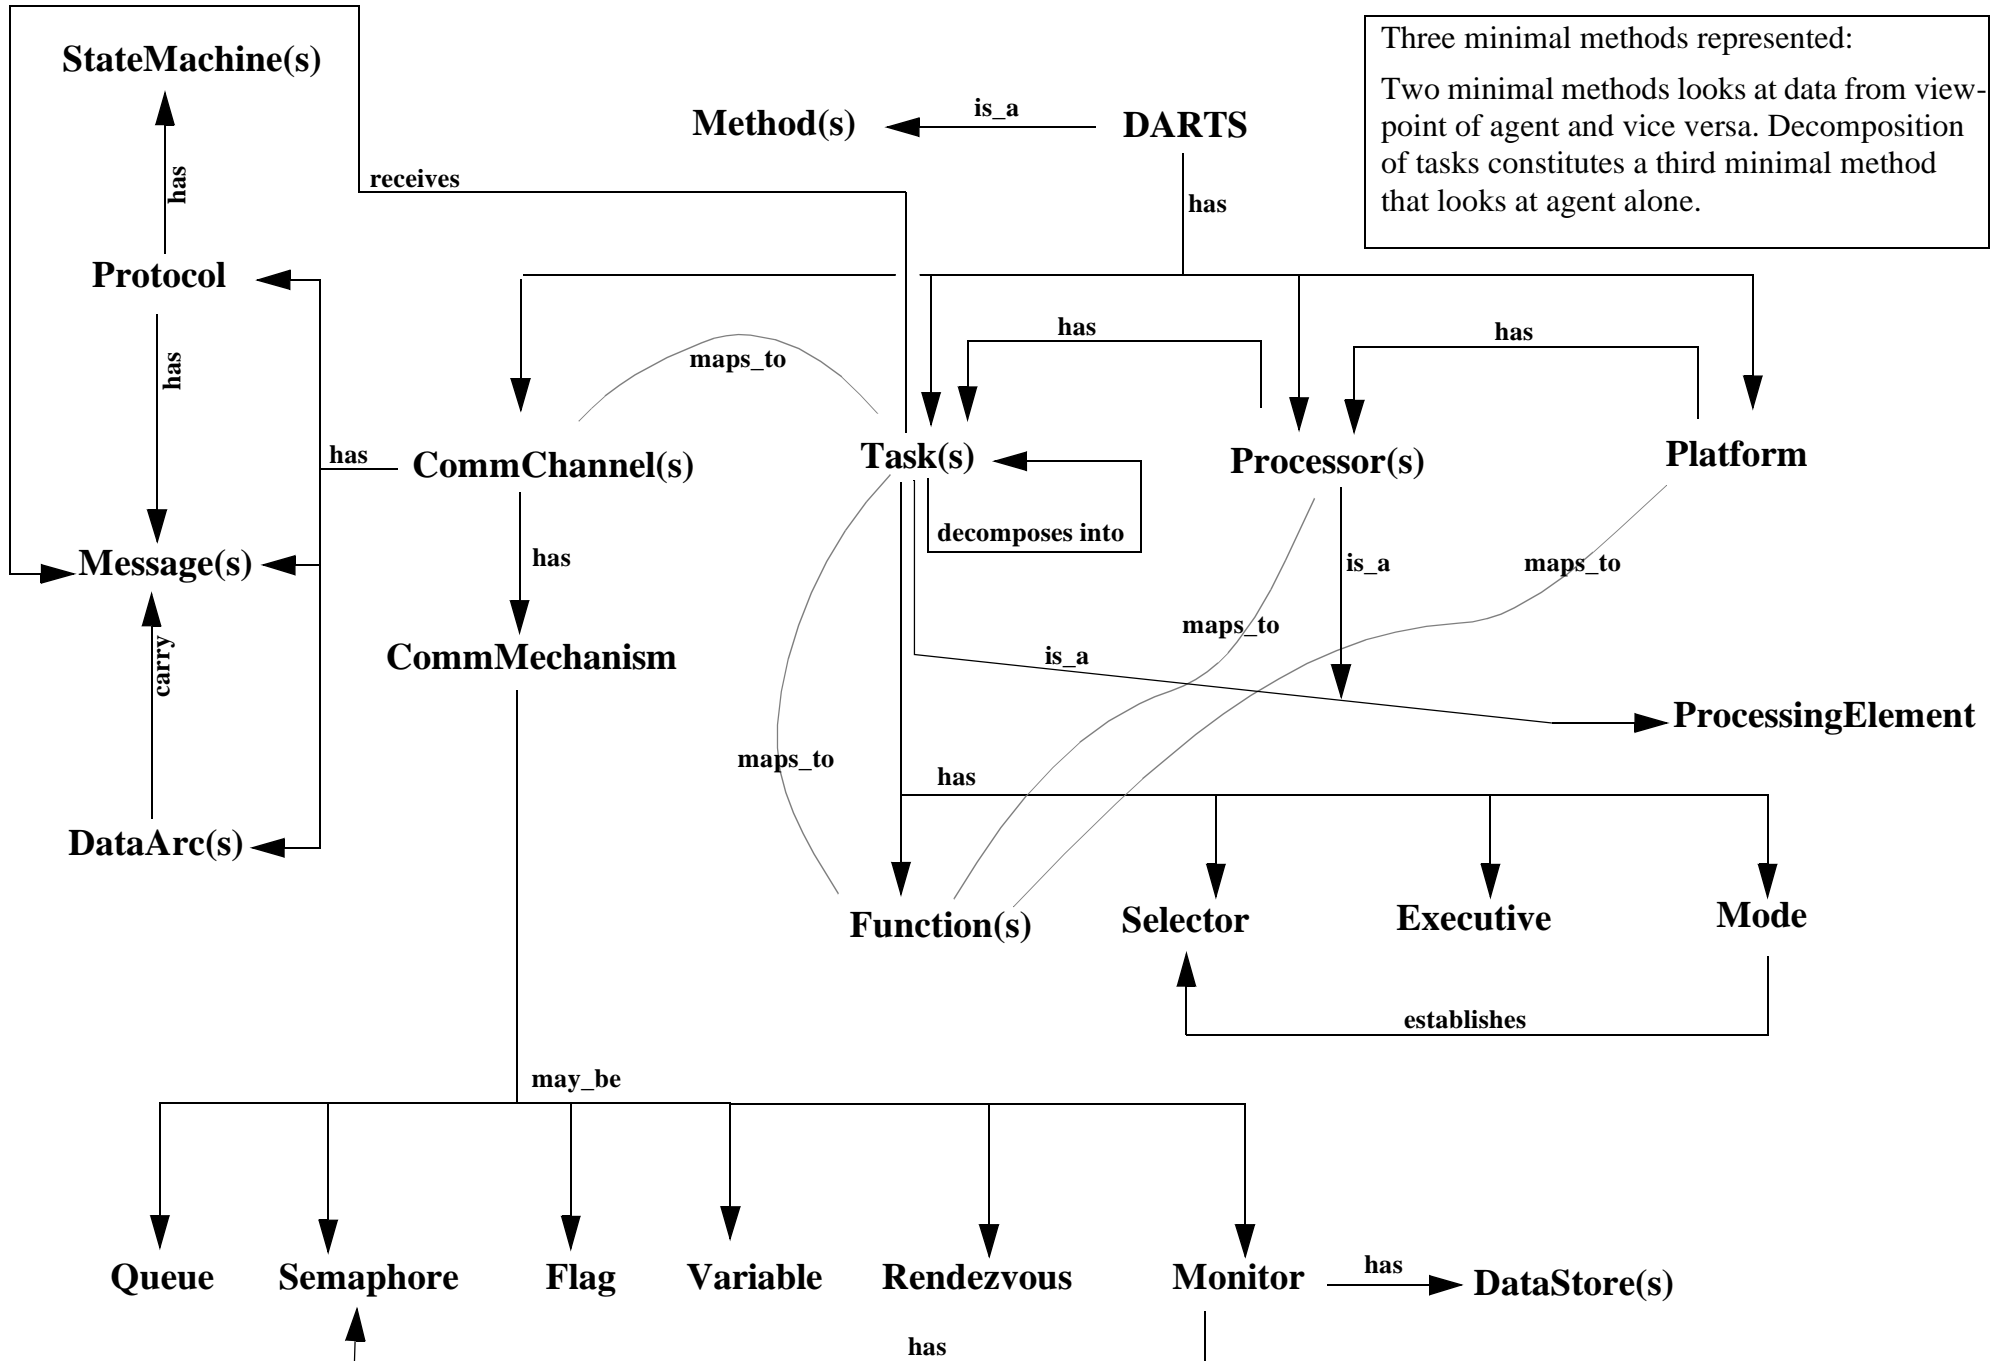 StateMachine(s)
Three minimal methods represented:
Two minimal methods looks at data from view-
point of agent and vice versa. Decomposition
of tasks constitutes a third minimal method
that looks at agent alone.
Method(s)
is_a
DARTS
has
receives
has
Protocol
has
maps_to
has
has
has
CommChannel(s)
Task(s)
Processor(s)
Platform
decomposes into
Message(s)
has
is_a
maps_to
maps_to
carry
CommMechanism
is_a
ProcessingElement
maps_to
has
DataArc(s)
Function(s)
Selector
Executive
Mode
establishes
may_be
Queue
Semaphore
Flag
Variable
Rendezvous
Monitor
has
DataStore(s)
has